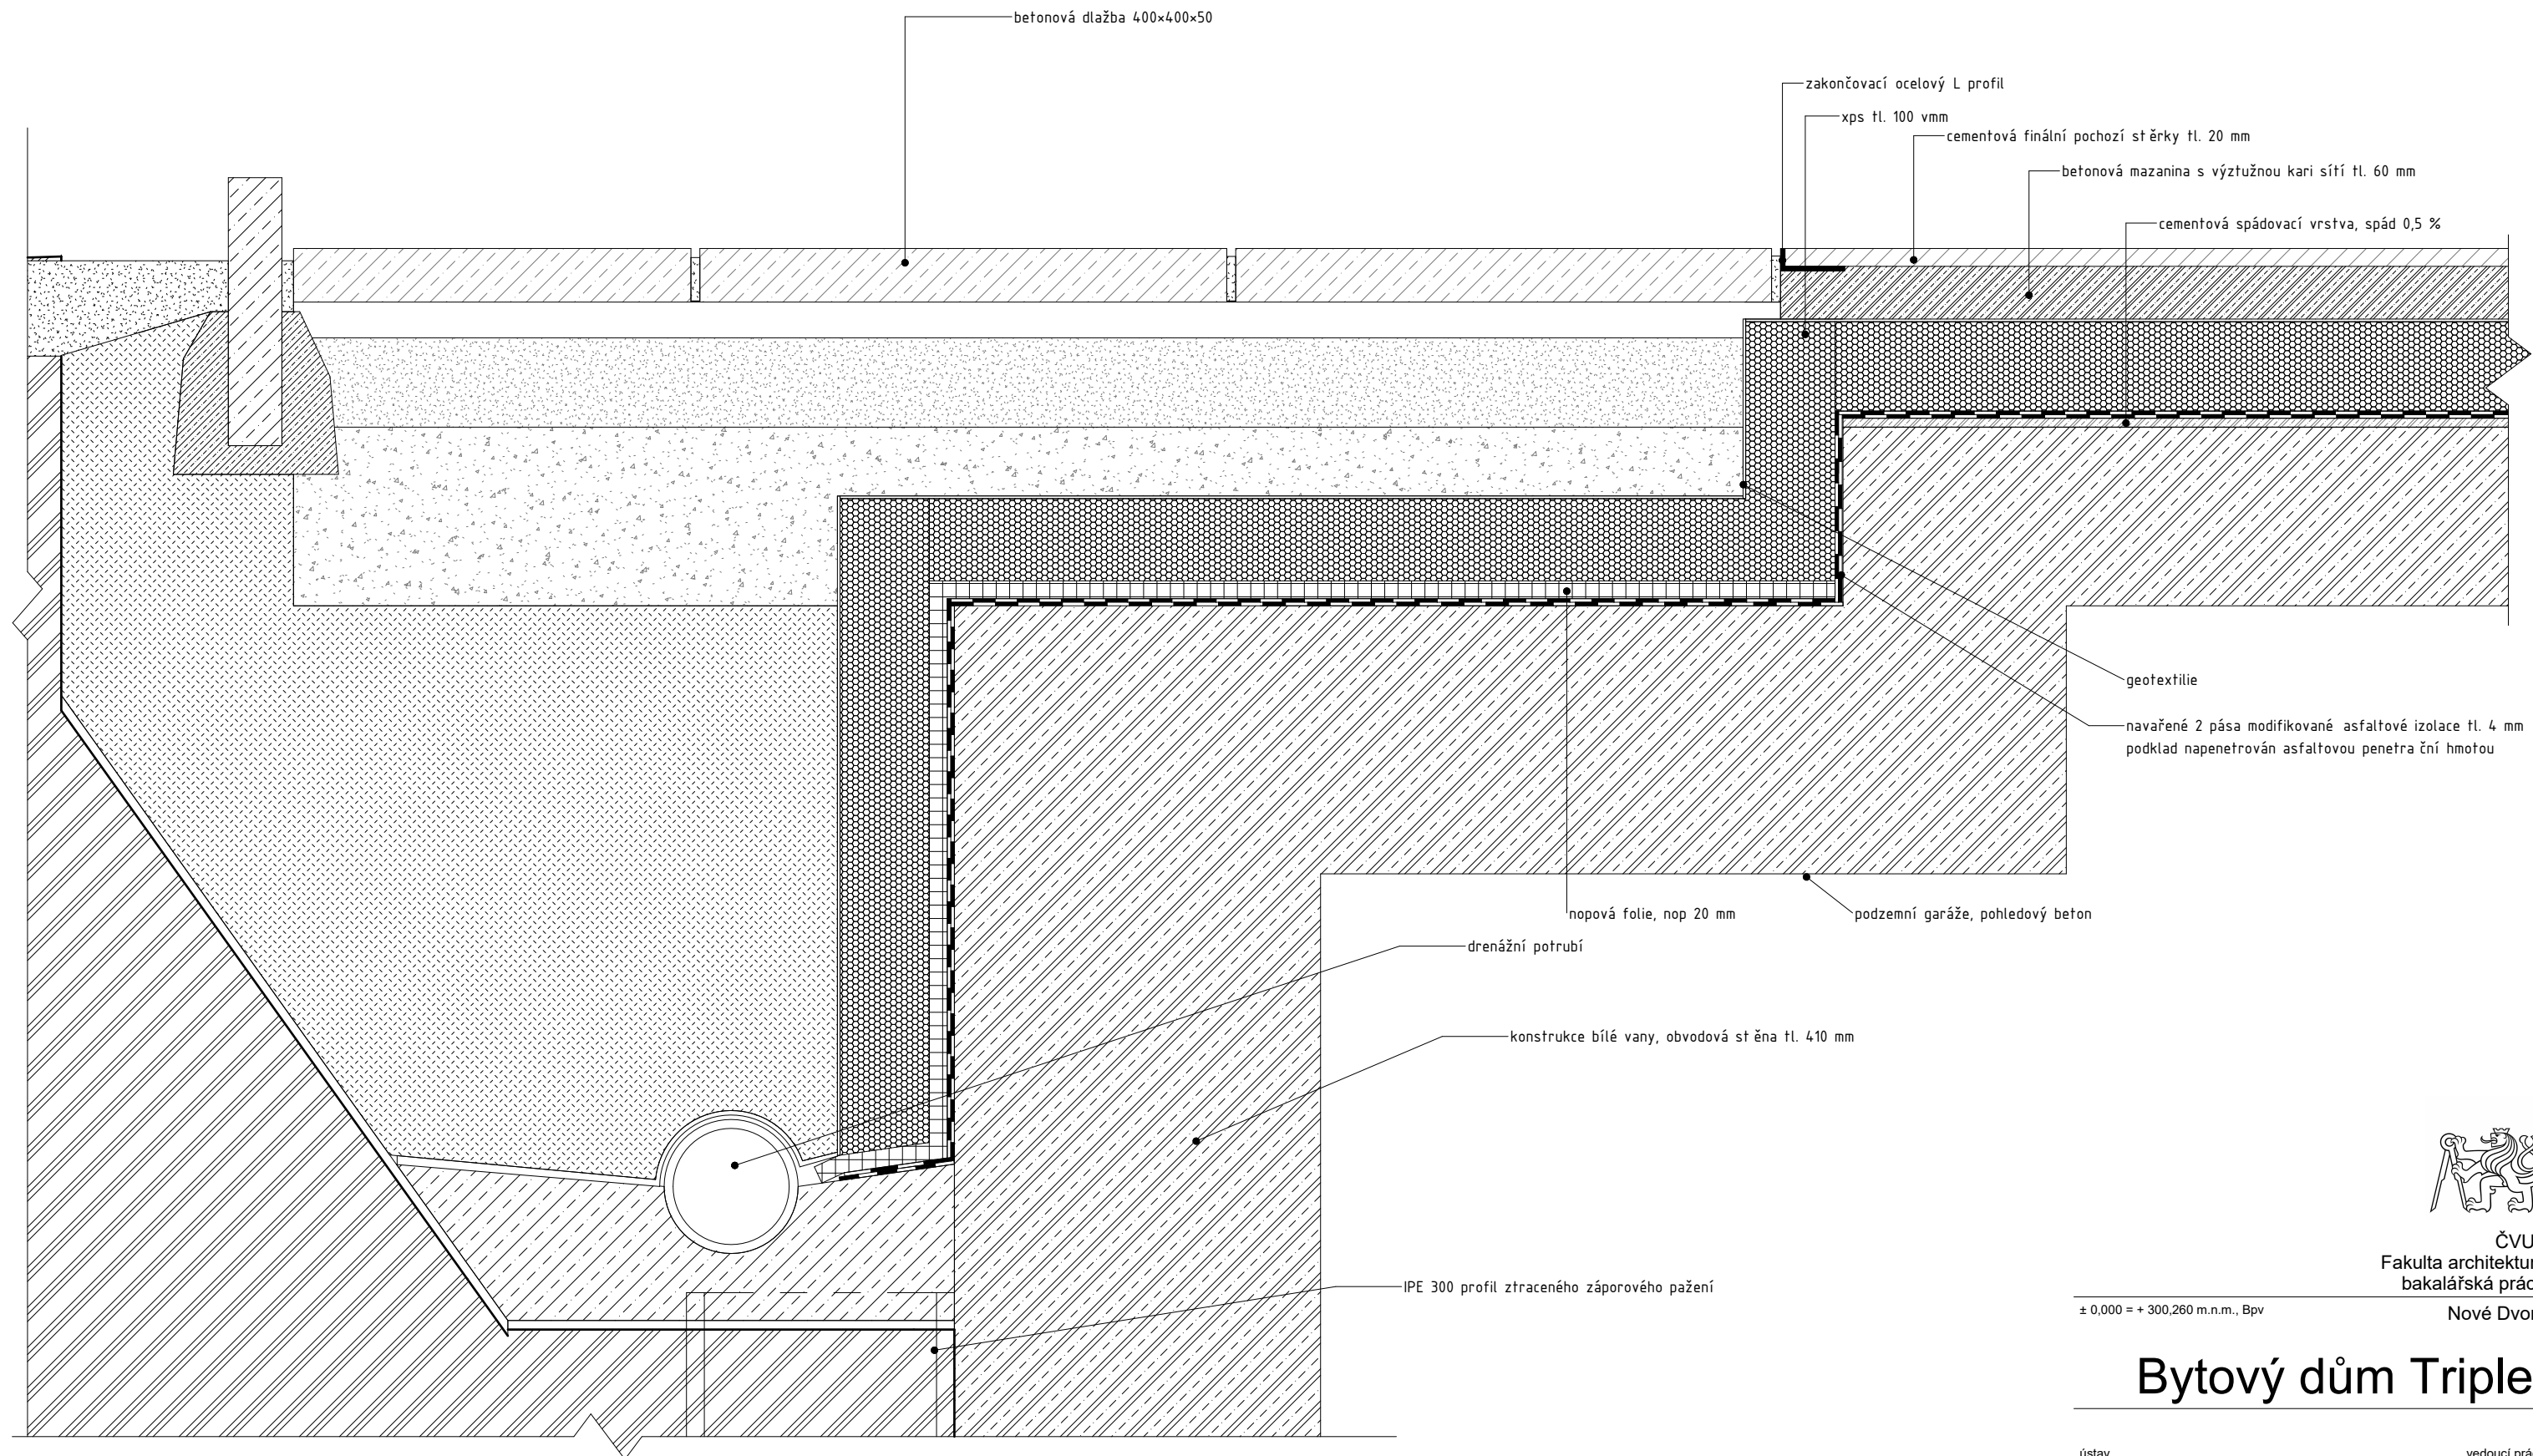 betonová dlažba 400×400×50
zakončovací ocelový L profil
xps tl. 100 vmm
cementová finální pochozí stěrky tl. 20 mm
betonová mazanina s výztužnou kari sítí tl. 60 mm
cementová spádovací vrstva, spád 0,5 %
geotextilie
navařené 2 pása modifikované asfaltové izolace tl. 4 mm
podklad napenetrován asfaltovou penetra ční hmotou
nopová folie, nop 20 mm
podzemní garáže, pohledový beton
drenážní potrubí
konstrukce bílé vany, obvodová stěna tl. 410 mm
IPE 300 profil ztraceného záporového pažení
ČVU
Fakulta architektur
bakalářská prác
± 0,000 = + 300,260 m.n.m., Bpv
Nové Dvor
Bytový dům Triple